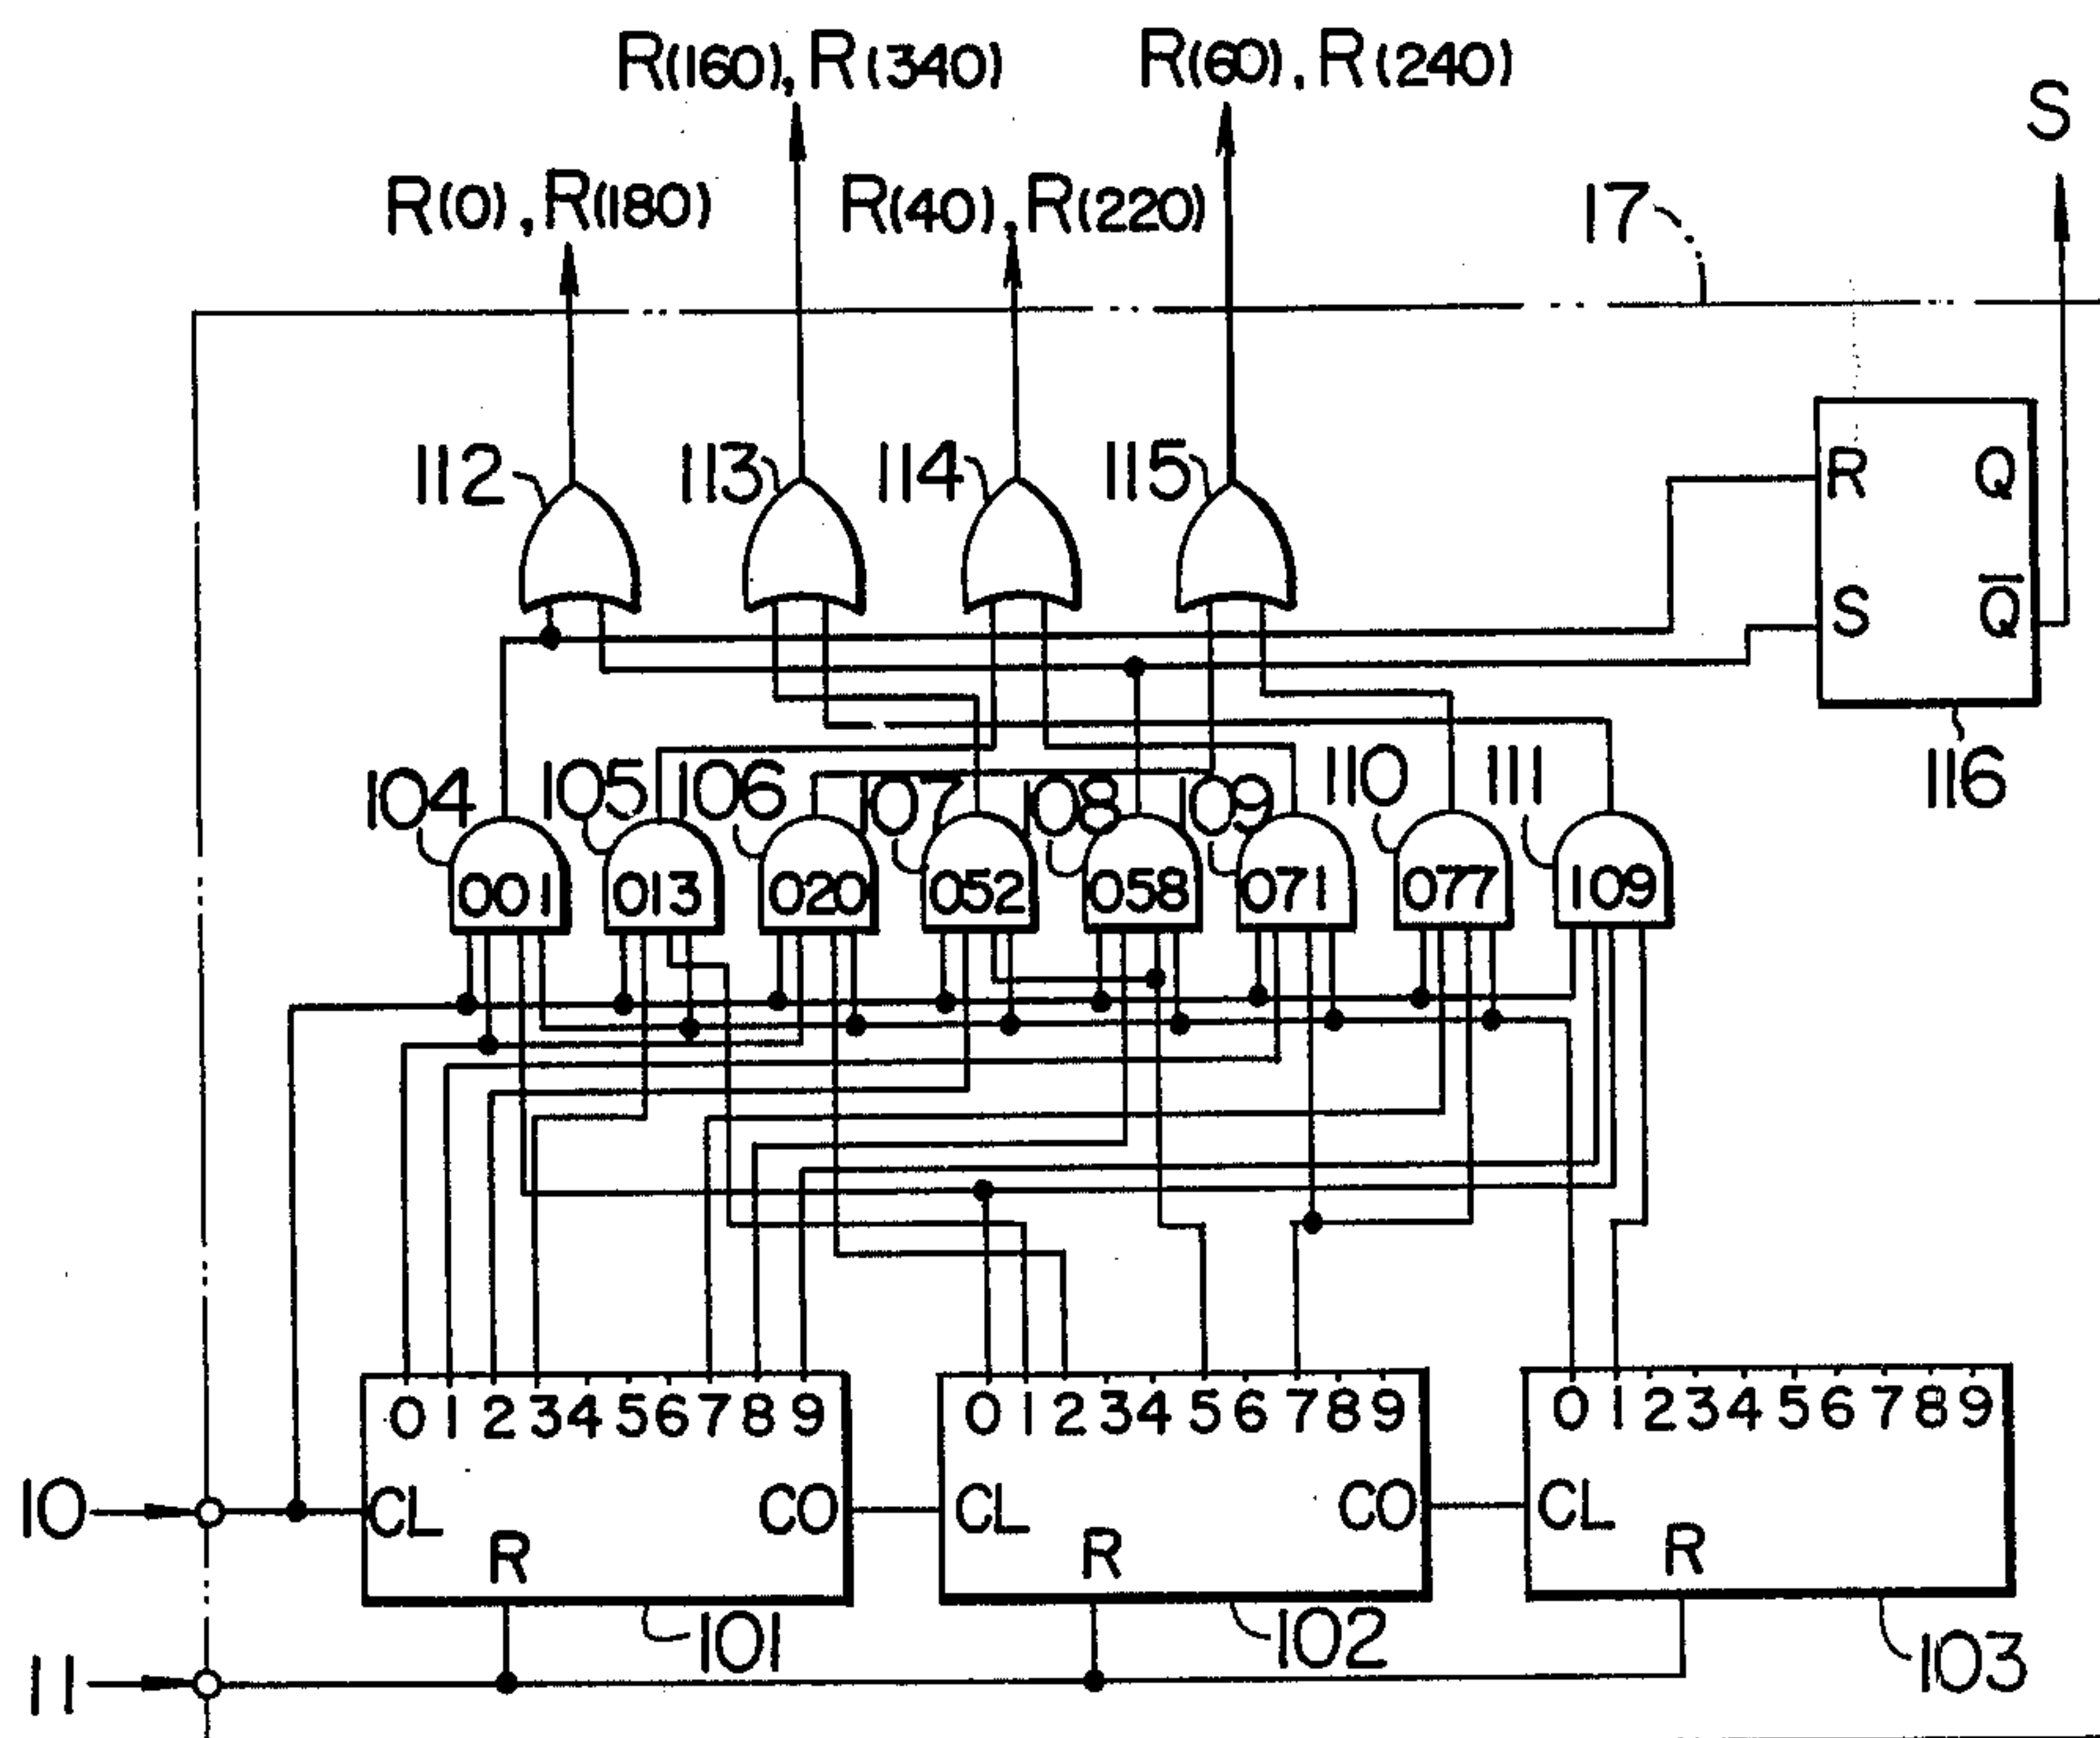 R(160), R(340)
R(60), R(240)
S
R(0), R(180)
R(40), R(220)
17
112
113
114
115
R Q
S Q̅
116
104
105
106
107
108
109
110
111
001
013
020
052
058
071
077
109
0 1 2 3 4 5 6 7 8 9
0 1 2 3 4 5 6 7 8 9
0 1 2 3 4 5 6 7 8 9
10
CL
CO
CL
CO
CL
R
R
R
101
102
103
11